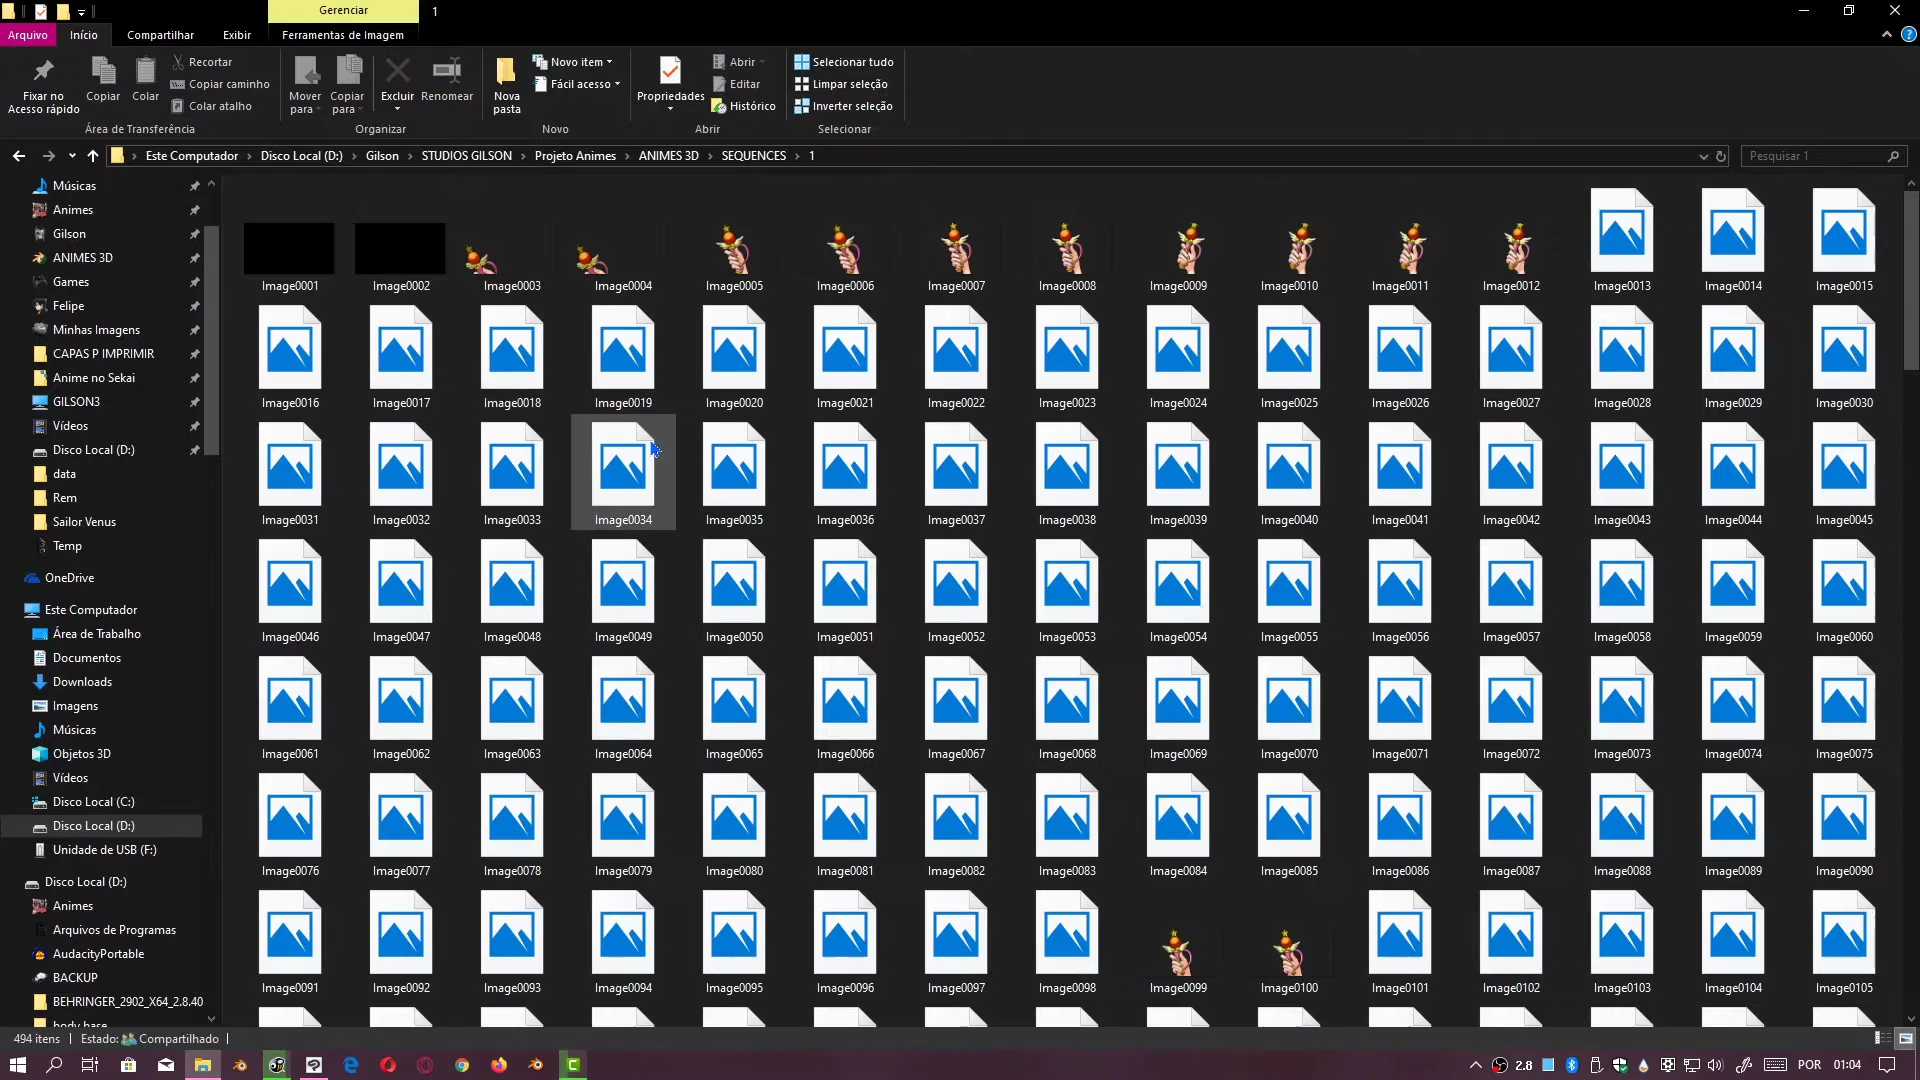 Gerenciar 1
Arquivo Início Compartilhar Exibir Ferramentas de Imagem
Fixar no Acesso rápido
Copiar
Colar
Recortar
Copiar caminho
Colar atalho
Área de Transferência
Mover para
Copiar para
Excluir
Renomear
Organizar
Nova pasta
Novo item
Fácil acesso
Novo
Propriedades
Abrir
Editar
Histórico
Abrir
Selecionar tudo
Limpar seleção
Inverter seleção
Selecionar
Este Computador › Disco Local (D:) › Gilson › STUDIOS GILSON › Projeto Animes › ANIMES 3D › SEQUENCES › 1
Pesquisar 1
Músicas
Animes
Gilson
ANIMES 3D
Games
Felipe
Minhas Imagens
CAPAS P IMPRIMIR
Anime no Sekai
GILSON3
Vídeos
Disco Local (D:)
data
Rem
Sailor Venus
Temp
OneDrive
Este Computador
Área de Trabalho
Documentos
Downloads
Imagens
Músicas
Objetos 3D
Vídeos
Disco Local (C:)
Disco Local (D:)
Unidade de USB (F:)
Disco Local (D:)
Animes
Arquivos de Programas
AudacityPortable
BACKUP
BEHRINGER_2902_X64_2.8.40
body base
Image0001 Image0002 Image0003 Image0004 Image0005 Image0006 Image0007 Image0008 Image0009 Image0010 Image0011 Image0012 Image0013 Image0014 Image0015
Image0016 Image0017 Image0018 Image0019 Image0020 Image0021 Image0022 Image0023 Image0024 Image0025 Image0026 Image0027 Image0028 Image0029 Image0030
Image0031 Image0032 Image0033 Image0034 Image0035 Image0036 Image0037 Image0038 Image0039 Image0040 Image0041 Image0042 Image0043 Image0044 Image0045
Image0046 Image0047 Image0048 Image0049 Image0050 Image0051 Image0052 Image0053 Image0054 Image0055 Image0056 Image0057 Image0058 Image0059 Image0060
Image0061 Image0062 Image0063 Image0064 Image0065 Image0066 Image0067 Image0068 Image0069 Image0070 Image0071 Image0072 Image0073 Image0074 Image0075
Image0076 Image0077 Image0078 Image0079 Image0080 Image0081 Image0082 Image0083 Image0084 Image0085 Image0086 Image0087 Image0088 Image0089 Image0090
Image0091 Image0092 Image0093 Image0094 Image0095 Image0096 Image0097 Image0098 Image0099 Image0100 Image0101 Image0102 Image0103 Image0104 Image0105
494 itens Estado: Compartilhado
2.8 POR 01:04